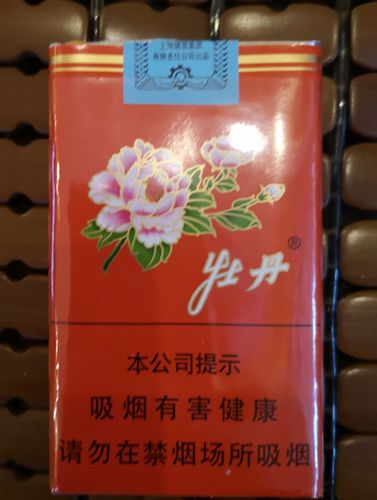 上海烟草集团
有限责任公司出品
牡丹®
本公司提示
吸烟有害健康
请勿在禁烟场所吸烟